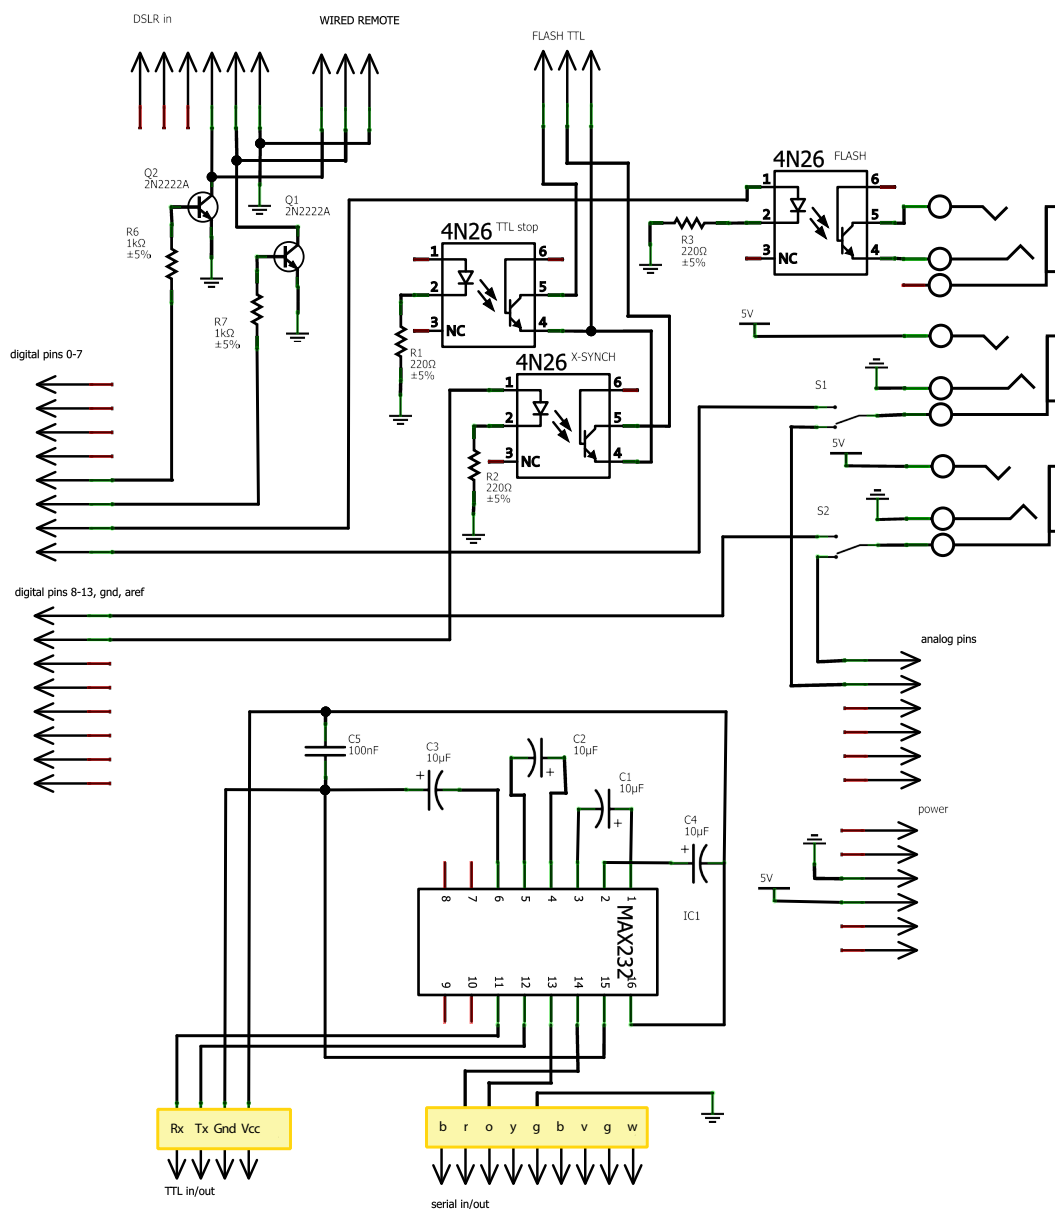 DSLR in
WIRED REMOTE
FLASH TTL
Q2
2N2222A
Q1
2N2222A
R6
1kΩ
±5%
R7
1kΩ
±5%
4N26 TTL stop
1
2
3
NC
6
5
4
R1
220Ω
±5%
4N26 X-SYNCH
1
2
3
NC
6
5
4
R2
220Ω
±5%
4N26 FLASH
1
2
3
NC
6
5
4
R3
220Ω
±5%
5V
S1
5V
S2
digital pins 0-7
digital pins 8-13, gnd, aref
analog pins
power
5V
C5
100nF
C3
10µF
+
C2
10µF
+
C1
10µF
+
C4
10µF
+
8 7 6 5 4 3 2 1
MAX232
IC1
9 10 11 12 13 14 15 16
Rx Tx Gnd Vcc
TTL in/out
b r o y g b v g w
serial in/out